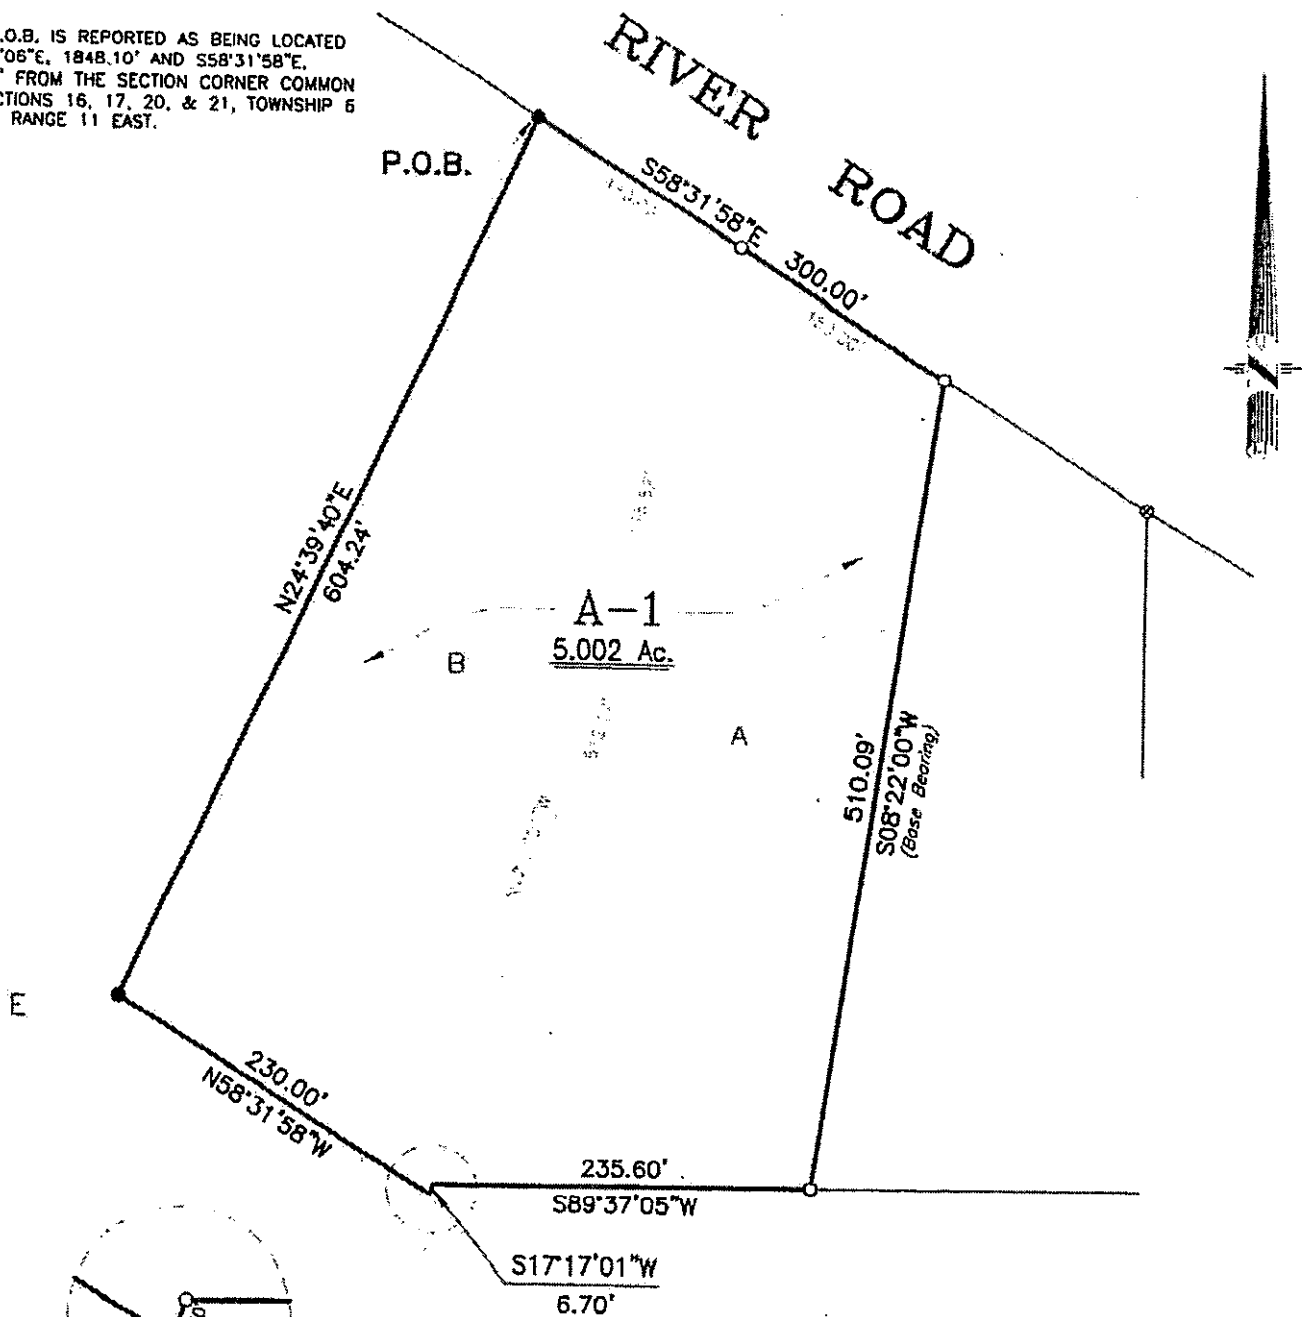 .O.B. IS REPORTED AS BEING LOCATED
°06"E, 1848.10' AND S58°31'58"E,
' FROM THE SECTION CORNER COMMON
CTIONS 16, 17, 20, & 21, TOWNSHIP 6
RANGE 11 EAST.
RIVER ROAD
P.O.B.
S58°31'58"E
300.00'
N24°39'40"E
604.24'
A-1
5.002 Ac.
B
A
510.09'
S08°22'00"W
(Base Bearing)
E
230.00'
N58°31'58"W
235.60'
S89°37'05"W
S17°17'01"W
6.70'